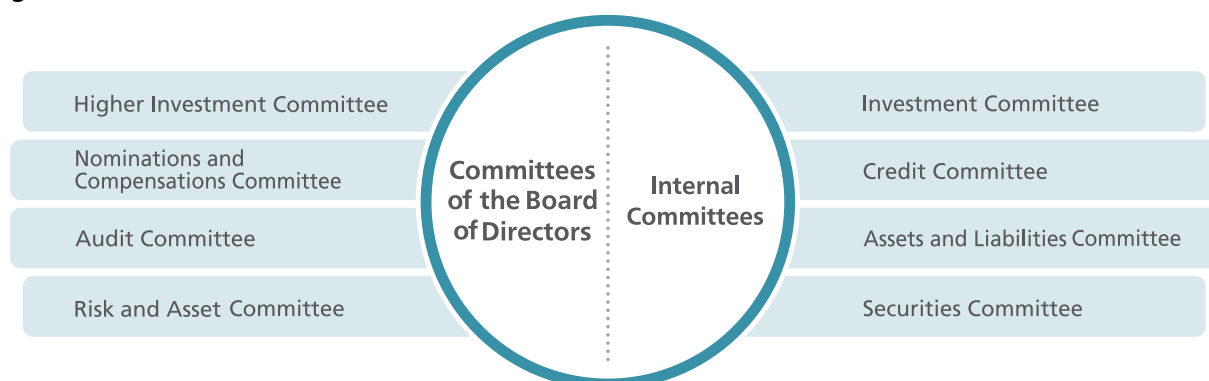 Higher Investment Committee
Nominations and
Compensations Committee
Audit Committee
Risk and Asset Committee
Committees
of the Board
of Directors
Internal
Committees
Investment Committee
Credit Committee
Assets and Liabilities Committee
Securities Committee